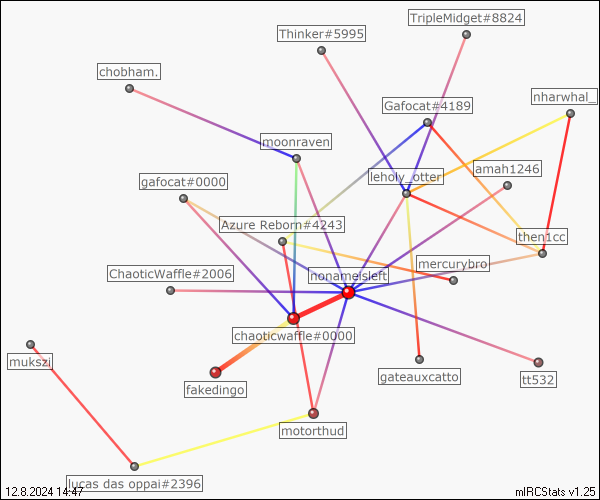 TripleMidget#8824
Thinker#5995
chobham.
nharwhal_
Gafocat#4189
moonraven
amah1246
leholy_otter
gafocat#0000
Azure Reborn#4243
then1cc
mercurybro
ChaoticWaffle#2006
nonameisleft
chaoticwaffle#0000
mukszi
gateauxcatto
tt532
fakedingo
motorthud
lucas das oppai#2396
12.8.2024 14:47
mIRCStats v1.25